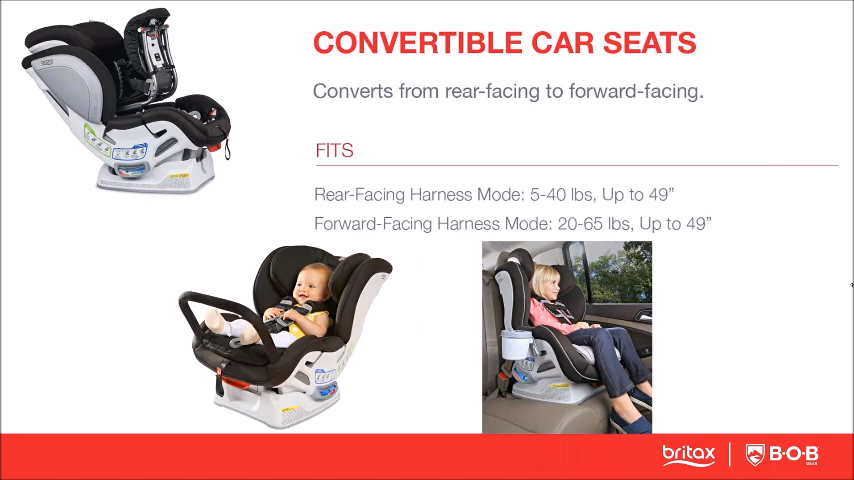 CONVERTIBLE CAR SEATS
Converts from rear-facing to forward-facing.
FITS
Rear-Facing Harness Mode: 5-40 lbs, Up to 49”
Forward-Facing Harness Mode: 20-65 lbs, Up to 49”
britax
B·O·B
GEAR